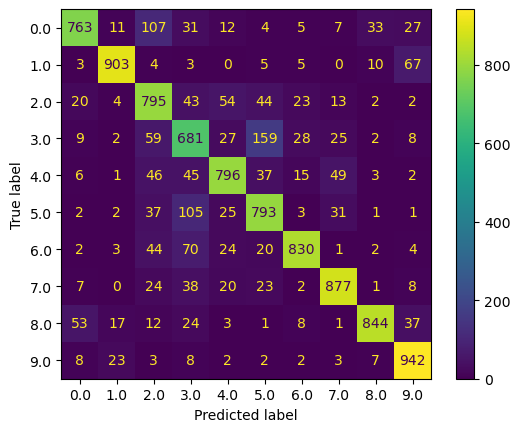 0.0 763 11 107 31 12 4 5 7 33 27
1.0 3 903 4 3 0 5 5 0 10 67
2.0 20 4 795 43 54 44 23 13 2 2
3.0 9 2 59 681 27 159 28 25 2 8
4.0 6 1 46 45 796 37 15 49 3 2
5.0 2 2 37 105 25 793 3 31 1 1
6.0 2 3 44 70 24 20 830 1 2 4
7.0 7 0 24 38 20 23 2 877 1 8
8.0 53 17 12 24 3 1 8 1 844 37
9.0 8 23 3 8 2 2 2 3 7 942
0.0 1.0 2.0 3.0 4.0 5.0 6.0 7.0 8.0 9.0
Predicted label
True label
800
600
400
200
0